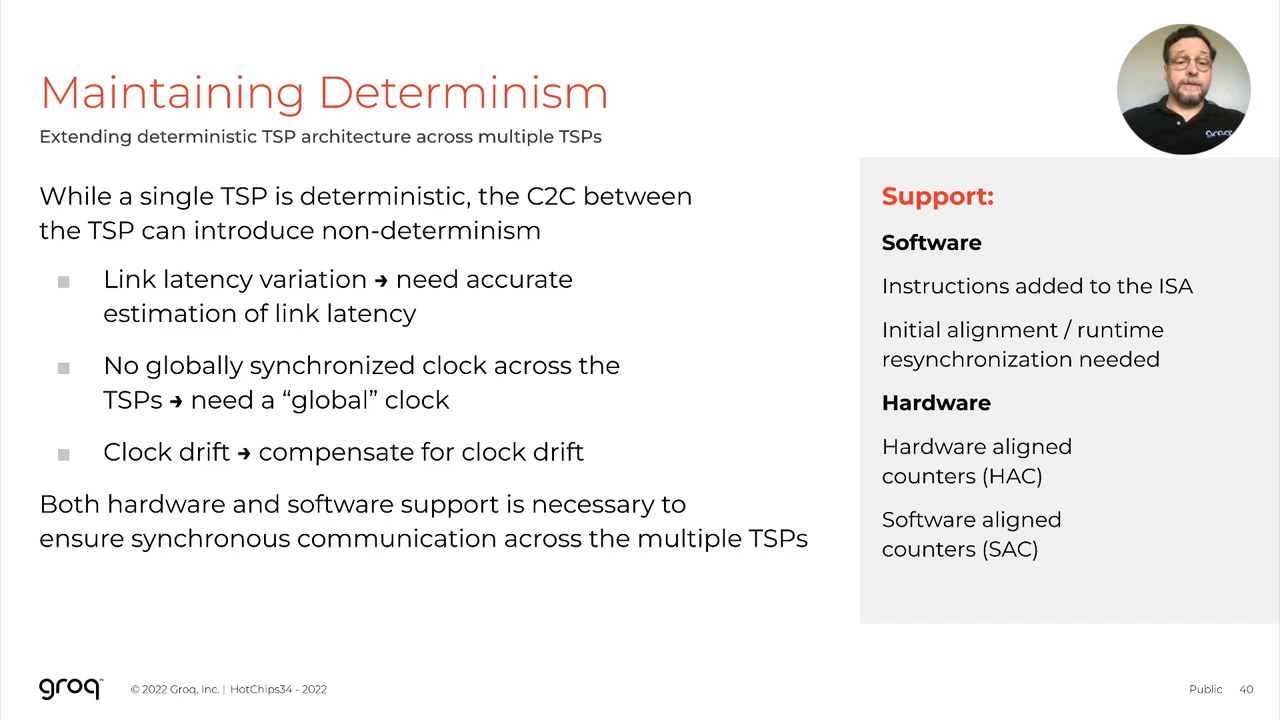 Maintaining Determinism
Extending deterministic TSP architecture across multiple TSPs
While a single TSP is deterministic, the C2C between
the TSP can introduce non-determinism
■ Link latency variation → need accurate
estimation of link latency
■ No globally synchronized clock across the
TSPs → need a “global” clock
■ Clock drift → compensate for clock drift
Both hardware and software support is necessary to
ensure synchronous communication across the multiple TSPs
groq
Support:
Software
Instructions added to the ISA
Initial alignment / runtime
resynchronization needed
Hardware
Hardware aligned
counters (HAC)
Software aligned
counters (SAC)
groq™
© 2022 Groq, Inc. | HotChips34 - 2022
Public 40